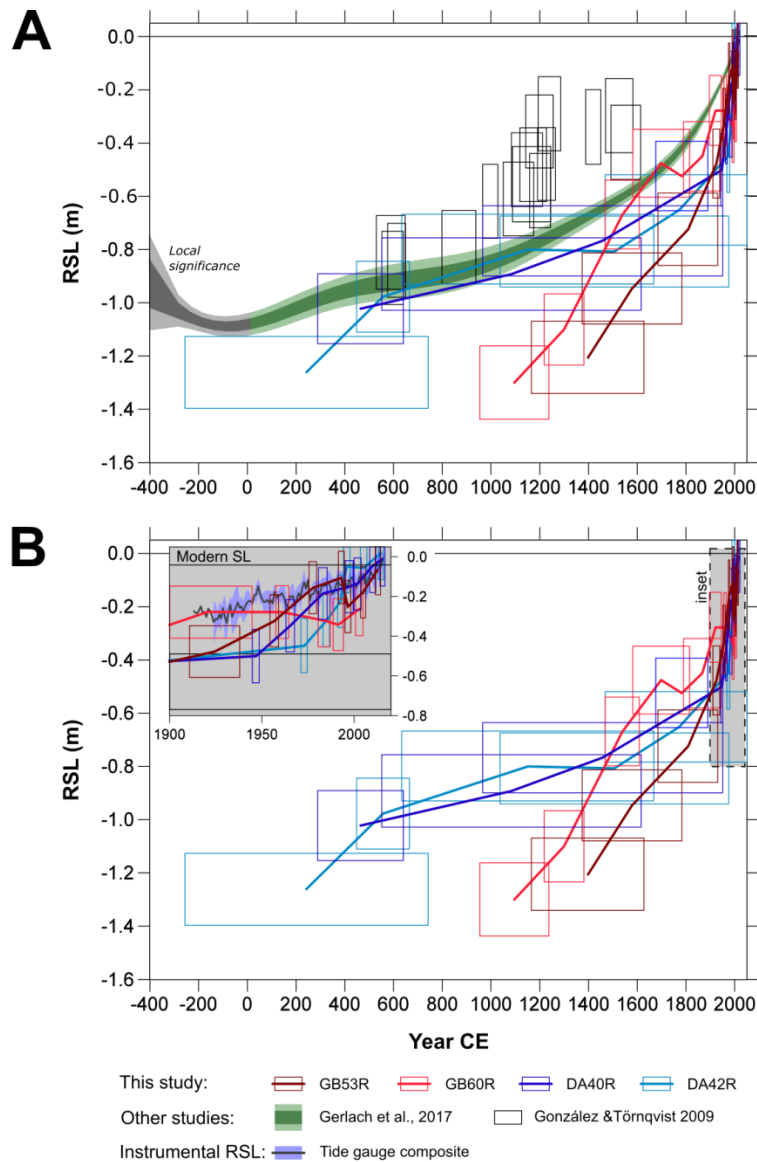 A
0.0
-0.2
-0.4
-0.6
-0.8
-1.0
-1.2
-1.4
-1.6
RSL (m)
Local
significance
-400 -200 0 200 400 600 800 1000 1200 1400 1600 1800 2000
B
0.0
-0.2
-0.4
-0.6
-0.8
-1.0
-1.2
-1.4
-1.6
RSL (m)
Modern SL
0.0
-0.2
-0.4
-0.6
-0.8
1900 1950 2000
inset
-400 -200 0 200 400 600 800 1000 1200 1400 1600 1800 2000
Year CE
This study: GB53R GB60R DA40R DA42R
Other studies: Gerlach et al., 2017 González &Törnqvist 2009
Instrumental RSL: Tide gauge composite